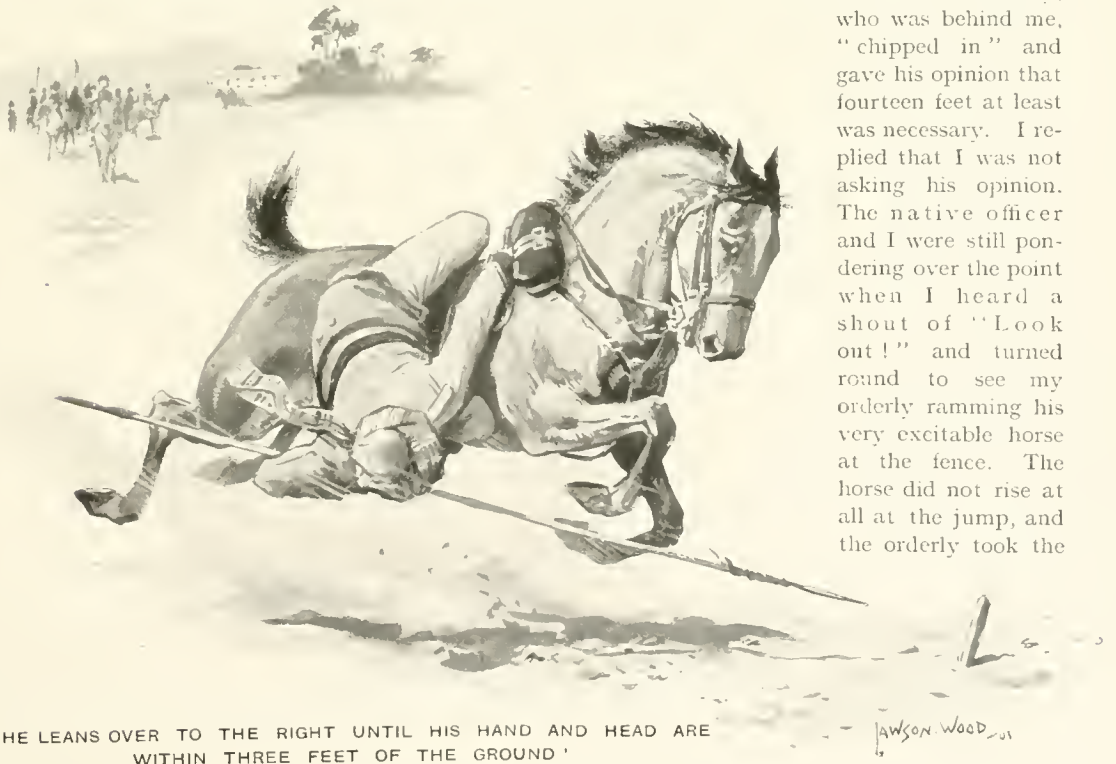 who was behind me,
“ chipped in ” and
gave his opinion that
fourteen feet at least
was necessary. I re-
plied that I was not
asking his opinion.
The native officer
and I were still pon-
dering over the point
when I heard a
shout of “Look
out ! ” and turned
round to see my
orderly ramming his
very excitable horse
at the fence. The
horse did not rise at
all at the jump, and
the orderly took the
HE LEANS OVER TO THE RIGHT UNTIL HIS HAND AND HEAD ARE
WITHIN THREE FEET OF THE GROUND '
LAWSON·WOOD